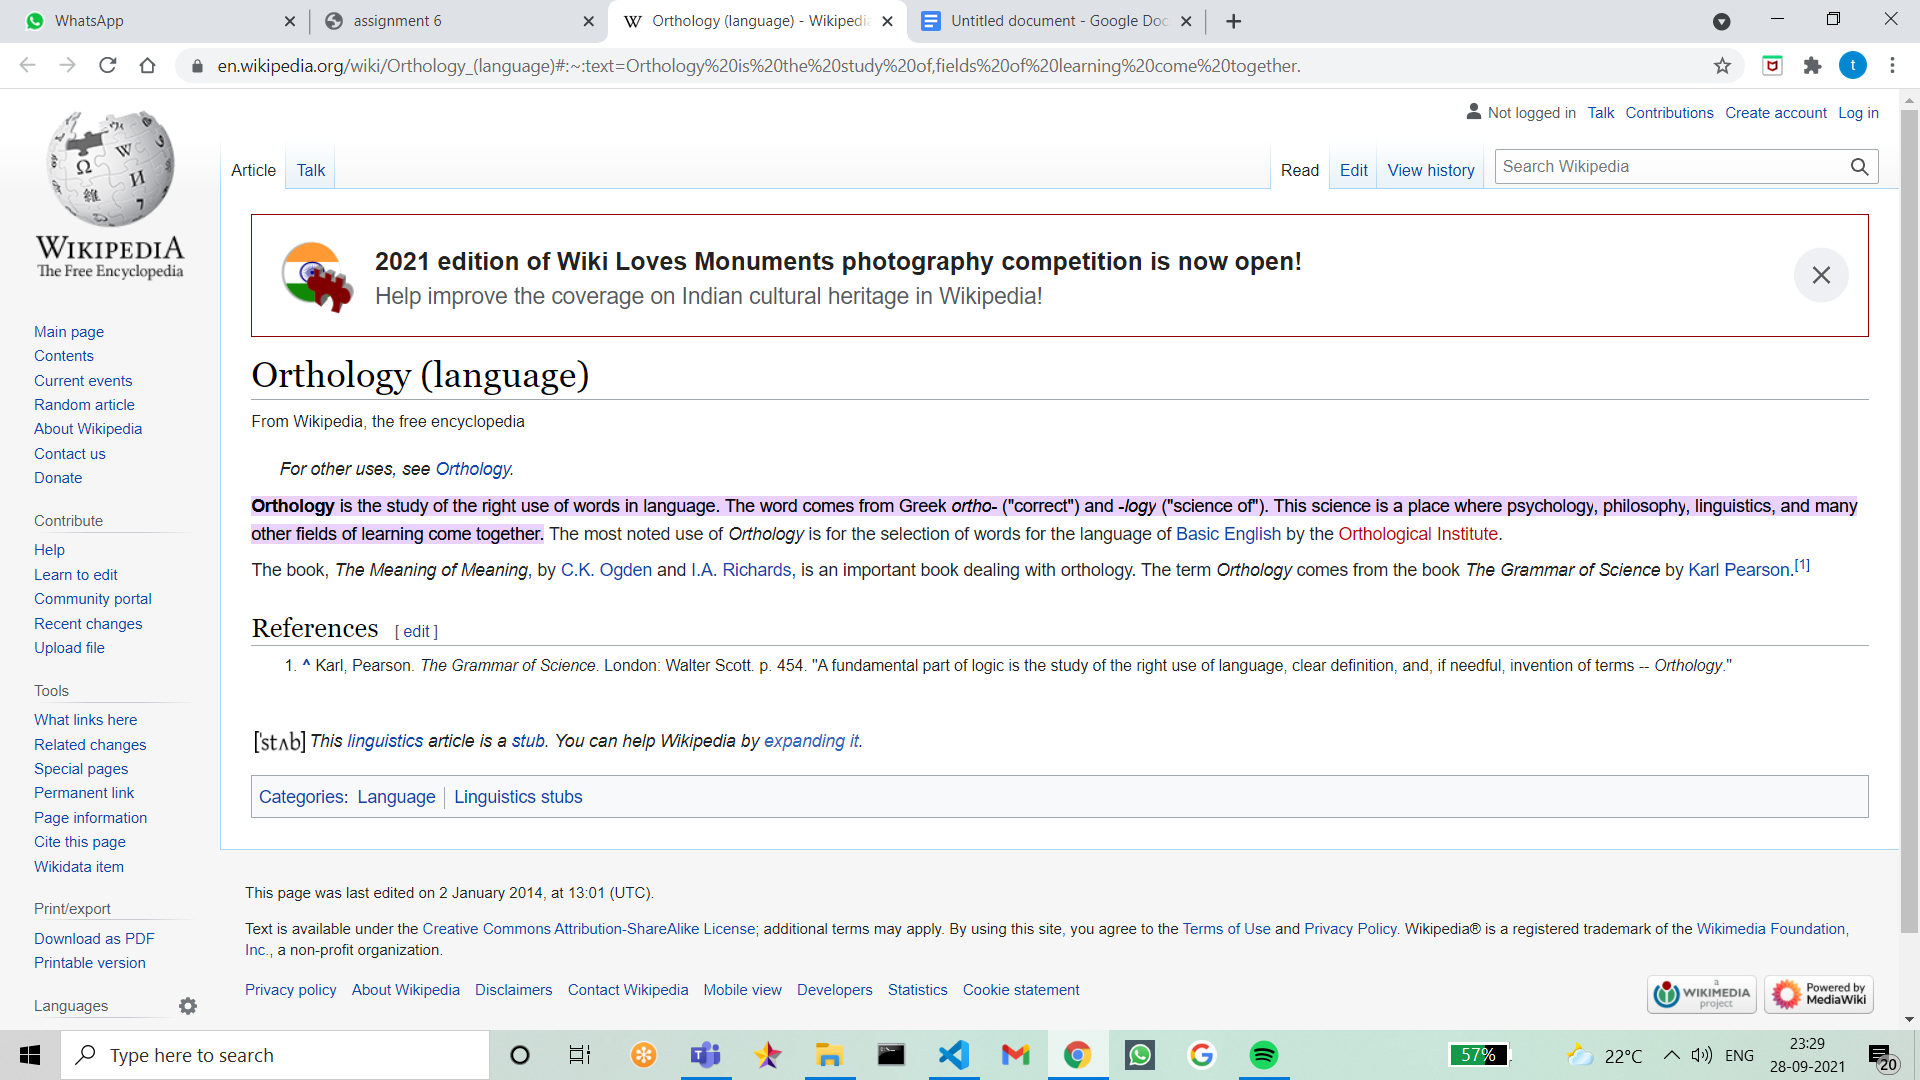 WhatsApp
assignment 6
Orthology (language) - Wikipedia
Untitled document - Google Doc
en.wikipedia.org/wiki/Orthology_(language)#:~:text=Orthology%20is%20the%20study%20of,fields%20of%20learning%20come%20together.
t
Not logged in Talk Contributions Create account Log in
Article Talk
Read Edit View history
Search Wikipedia
WIKIPEDIA
The Free Encyclopedia
Main page
Contents
Current events
Random article
About Wikipedia
Contact us
Donate
Contribute
Help
Learn to edit
Community portal
Recent changes
Upload file
Tools
What links here
Related changes
Special pages
Permanent link
Page information
Cite this page
Wikidata item
Print/export
Download as PDF
Printable version
Languages
2021 edition of Wiki Loves Monuments photography competition is now open!
Help improve the coverage on Indian cultural heritage in Wikipedia!
Orthology (language)
From Wikipedia, the free encyclopedia
For other uses, see Orthology.
Orthology is the study of the right use of words in language. The word comes from Greek ortho- ("correct") and -logy ("science of"). This science is a place where psychology, philosophy, linguistics, and many
other fields of learning come together. The most noted use of Orthology is for the selection of words for the language of Basic English by the Orthological Institute.
The book, The Meaning of Meaning, by C.K. Ogden and I.A. Richards, is an important book dealing with orthology. The term Orthology comes from the book The Grammar of Science by Karl Pearson.[1]
References [ edit ]
1. ^ Karl, Pearson. The Grammar of Science. London: Walter Scott. p. 454. "A fundamental part of logic is the study of the right use of language, clear definition, and, if needful, invention of terms -- Orthology."
['stʌb] This linguistics article is a stub. You can help Wikipedia by expanding it.
Categories: Language Linguistics stubs
This page was last edited on 2 January 2014, at 13:01 (UTC).
Text is available under the Creative Commons Attribution-ShareAlike License; additional terms may apply. By using this site, you agree to the Terms of Use and Privacy Policy. Wikipedia® is a registered trademark of the Wikimedia Foundation,
Inc., a non-profit organization.
Privacy policy About Wikipedia Disclaimers Contact Wikipedia Mobile view Developers Statistics Cookie statement
a
WIKIMEDIA
project
Powered by
MediaWiki
Type here to search
57%
22°C
ENG
23:29
28-09-2021
20